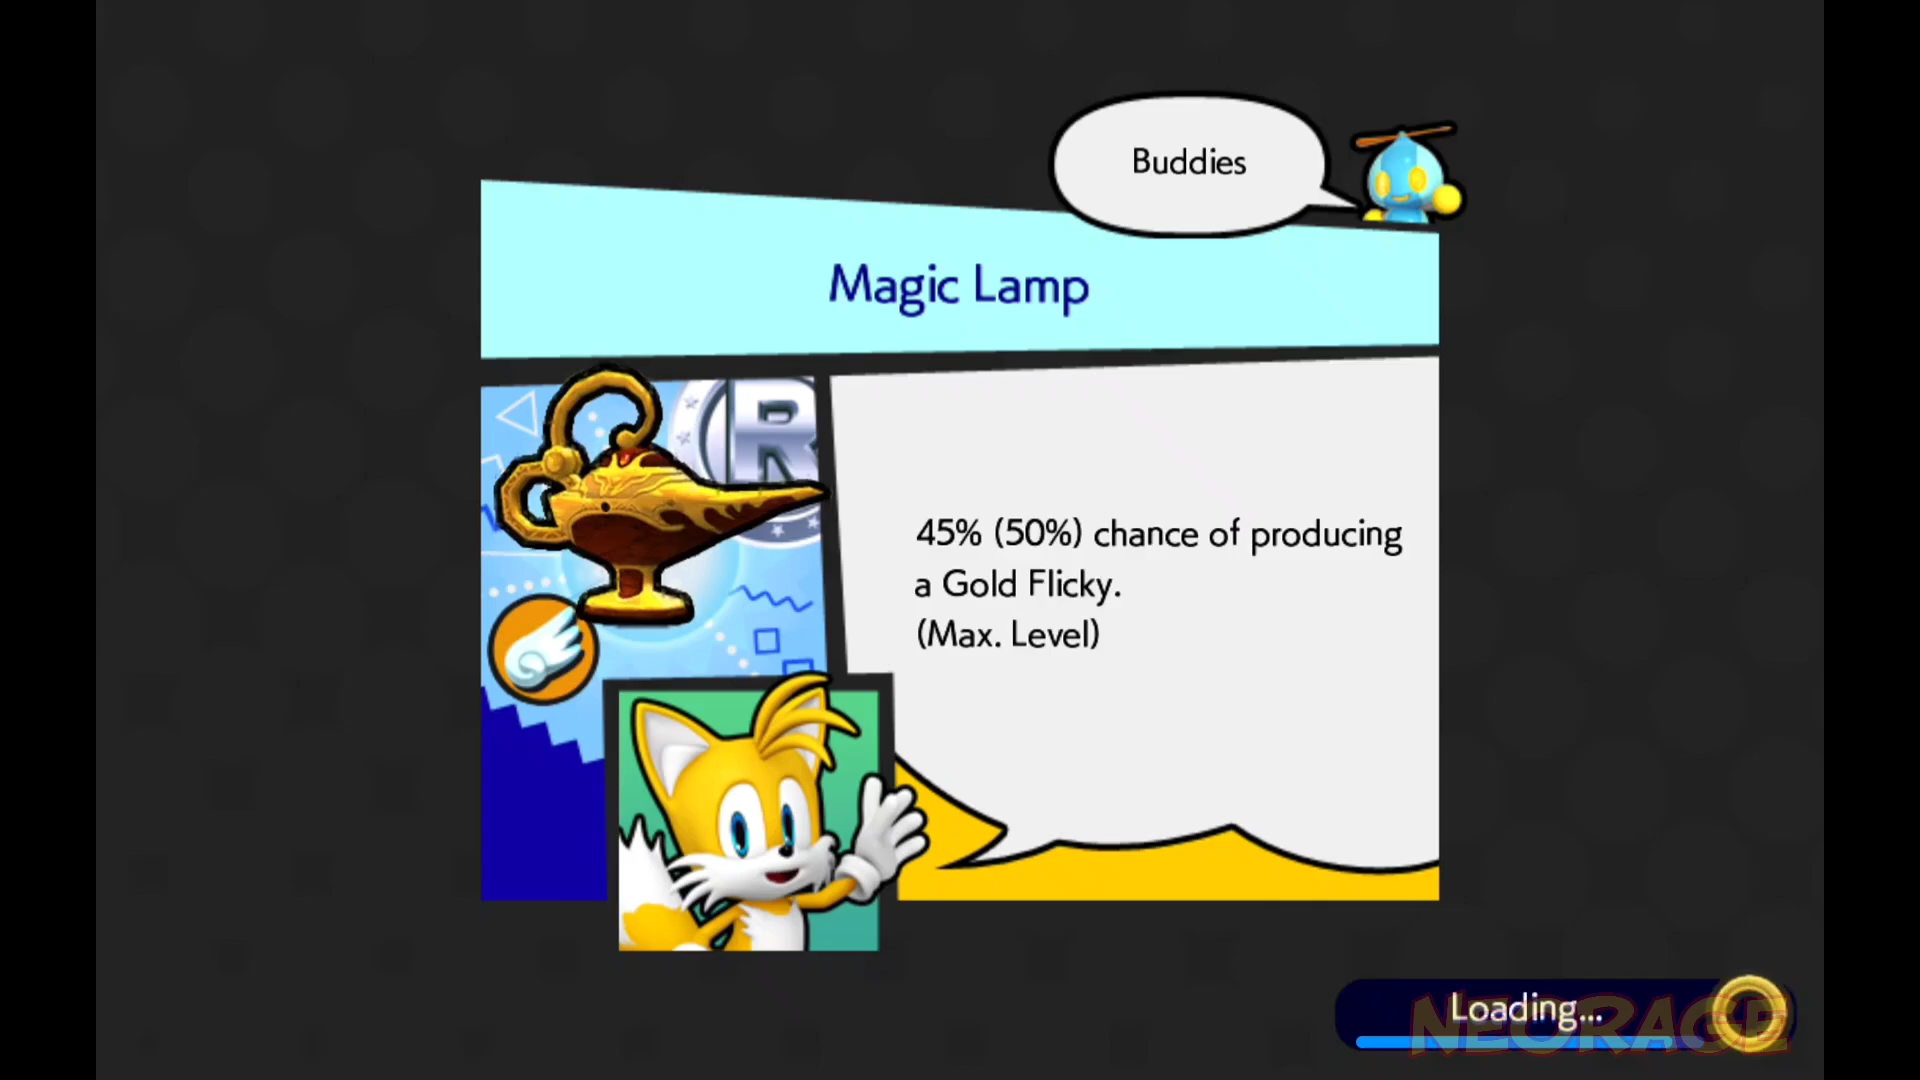 Buddies
Magic Lamp
R
45% (50%) chance of producing
a Gold Flicky.
(Max. Level)
Loading...
NEORAGE